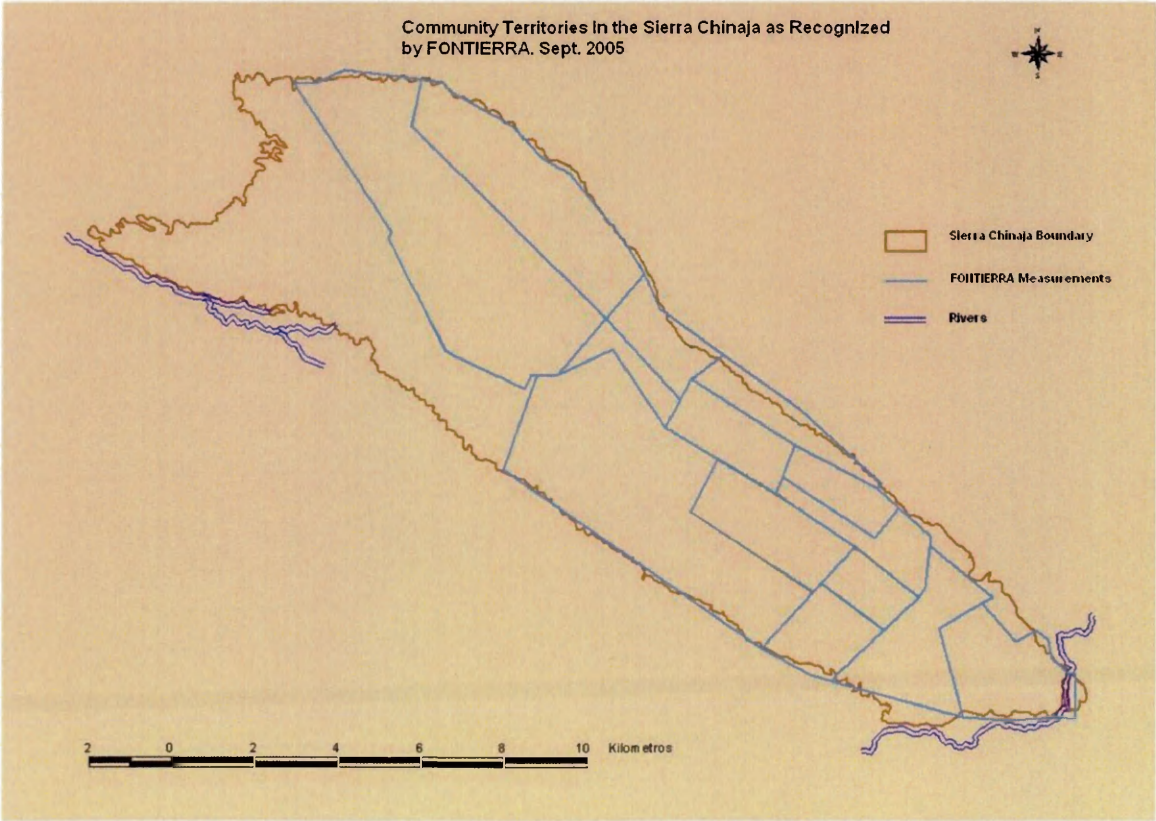 Community Territories in the Sierra Chinaja as Recognized
by FONTIERRA. Sept. 2005
N
W E
S
Sierra Chinaja Boundary
FONTIERRA Measurements
Rivers
2 0 2 4 6 8 10 Kilometros